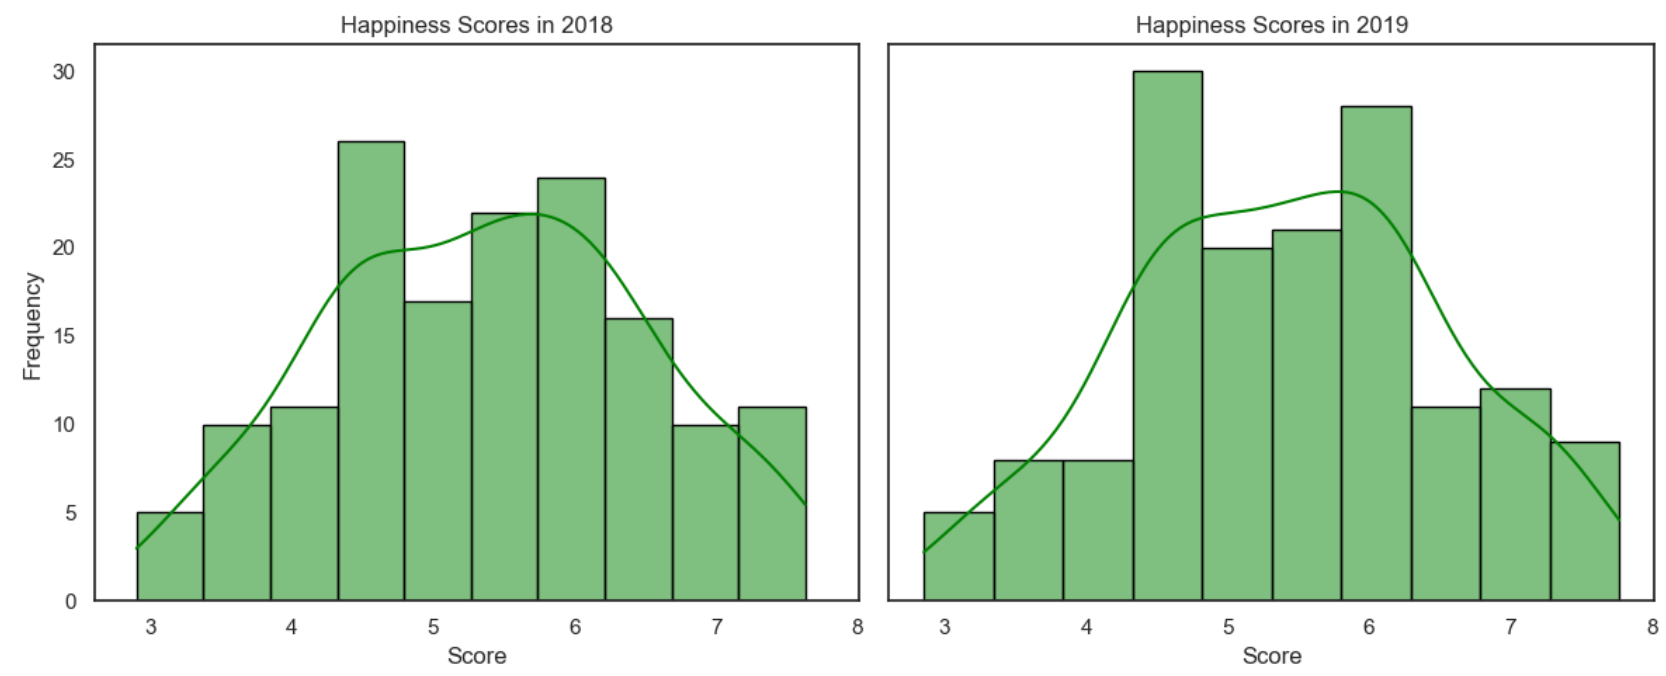 Happiness Scores in 2018
Happiness Scores in 2019
30
25
20
15
10
5
0
Frequency
3 4 5 6 7 8
3 4 5 6 7 8
Score
Score